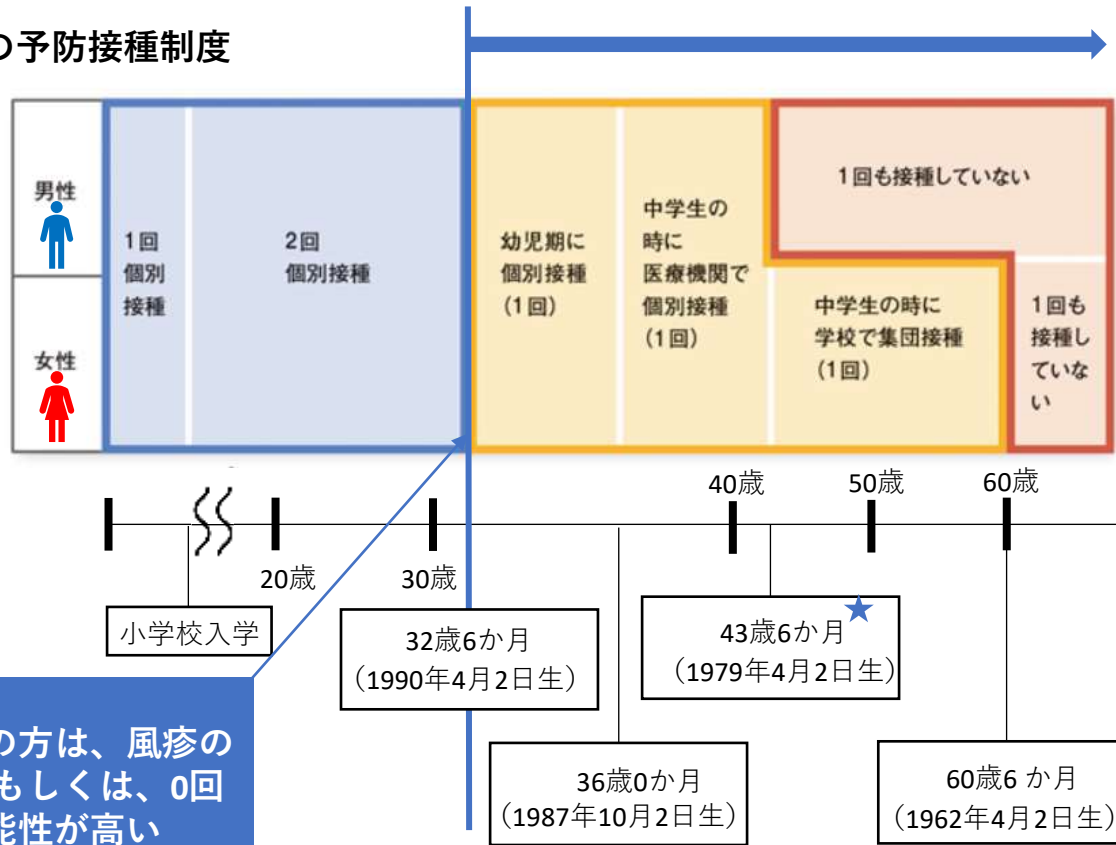 の予防接種制度
男性
女性
1回
個別
接種
2回
個別接種
幼児期に
個別接種
(1回)
中学生の
時に
医療機関で
個別接種
(1回)
1回も接種していない
中学生の時に
学校で集団接種
(1回)
1回も
接種し
ていな
い
20歳
30歳
40歳
50歳
60歳
小学校入学
32歳6か月
（1990年4月2日生）
43歳6か月
（1979年4月2日生）
36歳0か月
（1987年10月2日生）
60歳6 か月
（1962年4月2日生）
の方は、風疹の
もしくは、0回
能性が高い